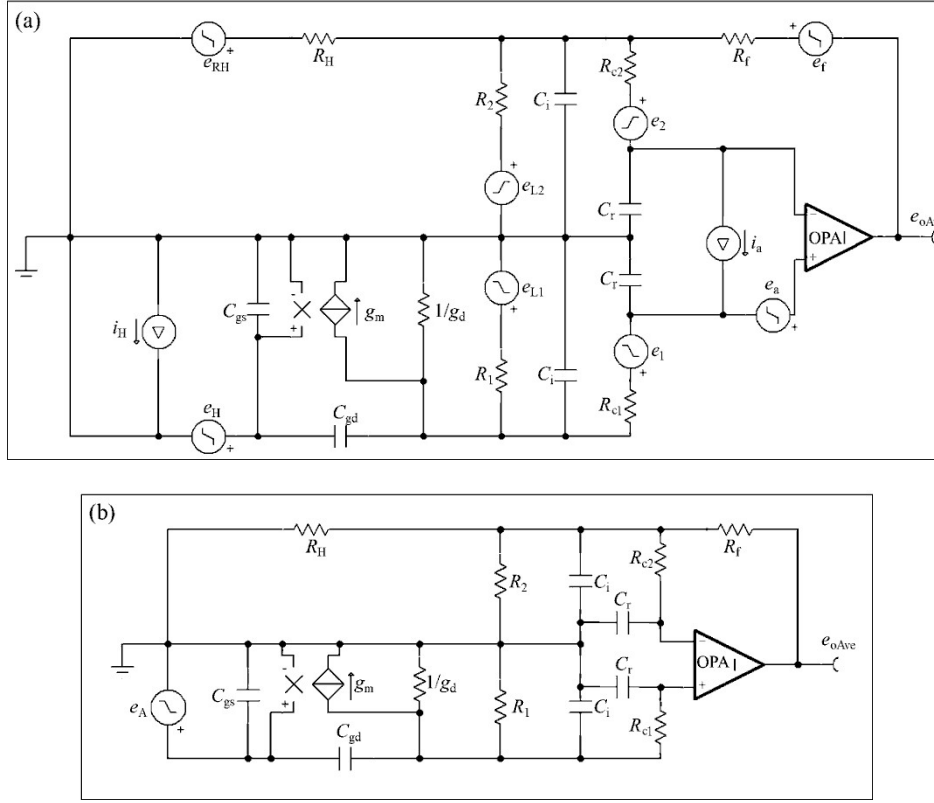 (a)
e_RH
R_H
R_2
C_i
R_c2
R_f
e_f
e_2
e_L2
C_r
i_a
OPA1
e_oA
C_gs
g_m
1/g_d
e_L1
C_r
e_a
i_H
e_1
R_1
C_i
R_c1
e_H
C_gd
(b)
R_H
R_2
C_i
R_c2
R_f
C_r
e_oAve
OPA1
C_gs
g_m
1/g_d
R_1
C_r
C_i
R_c1
e_A
C_gd